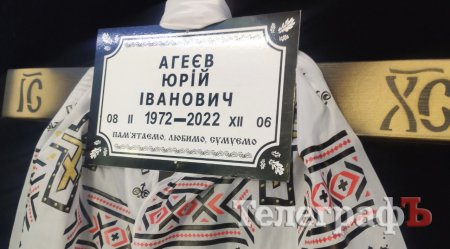 АГЕЄВ
ЮРІЙ
ІВАНОВИЧ
08 II 1972—2022 XII 06
ПАМ'ЯТАЄМО, ЛЮБИМО, СУМУЄМО
ІС
ХС
ТелеграфЪ